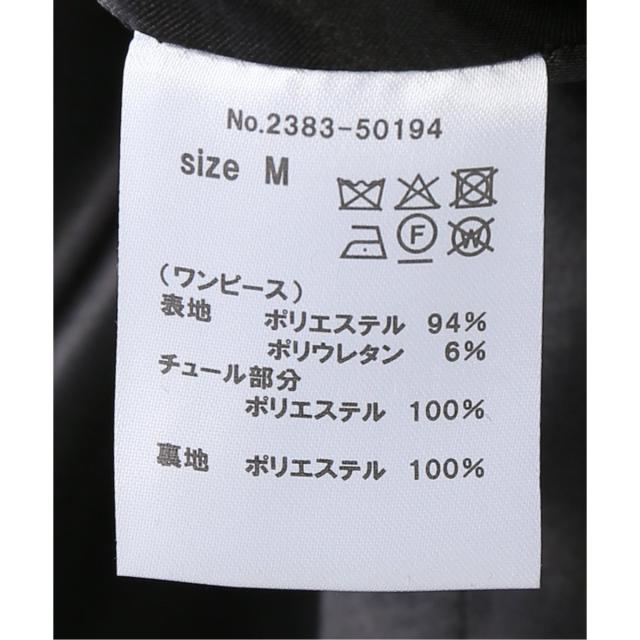 No.2383-50194
size M
F
W
(ワンピース)
表地 ポリエステル 94%
ポリウレタン 6%
チュール部分
ポリエステル 100%
裏地 ポリエステル 100%